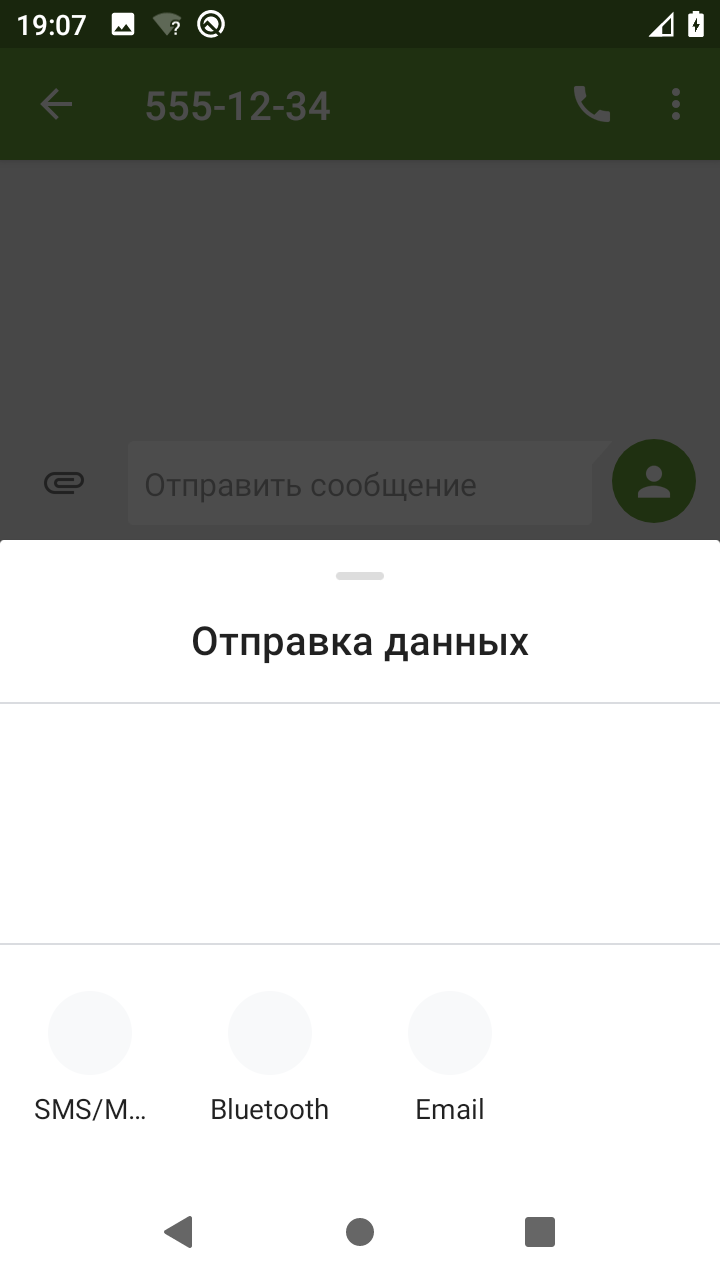 19:07
555-12-34
Отправить сообщение
Отправка данных
SMS/M...
Bluetooth
Email